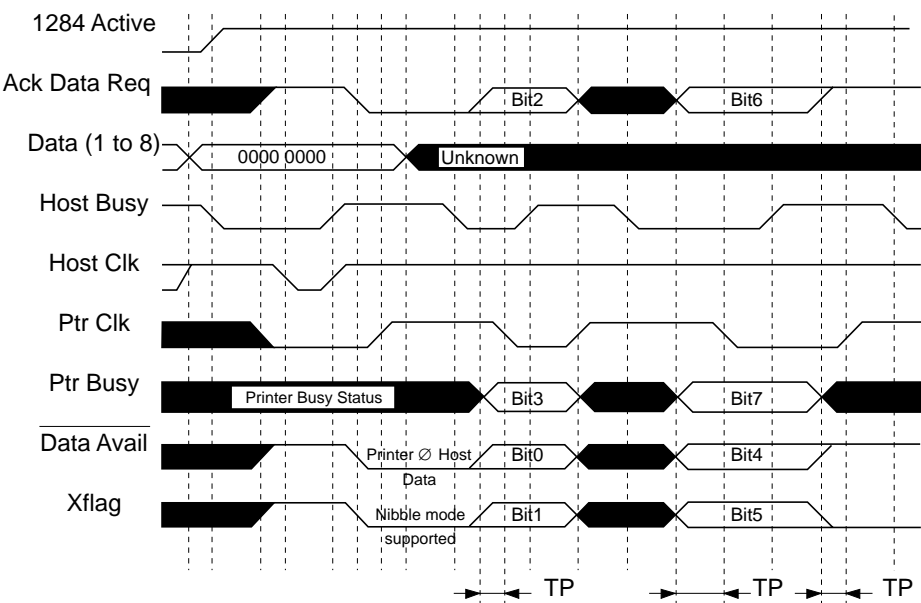 1284 Active
Ack Data Req
Bit2
Bit6
Data (1 to 8)
0000 0000
Unknown
Host Busy
Host Clk
Ptr Clk
Ptr Busy
Printer Busy Status
Bit3
Bit7
Data Avail
Printer ∅ Host
Data
Bit0
Bit4
Xflag
Nibble mode
supported
Bit1
Bit5
TP
TP
TP